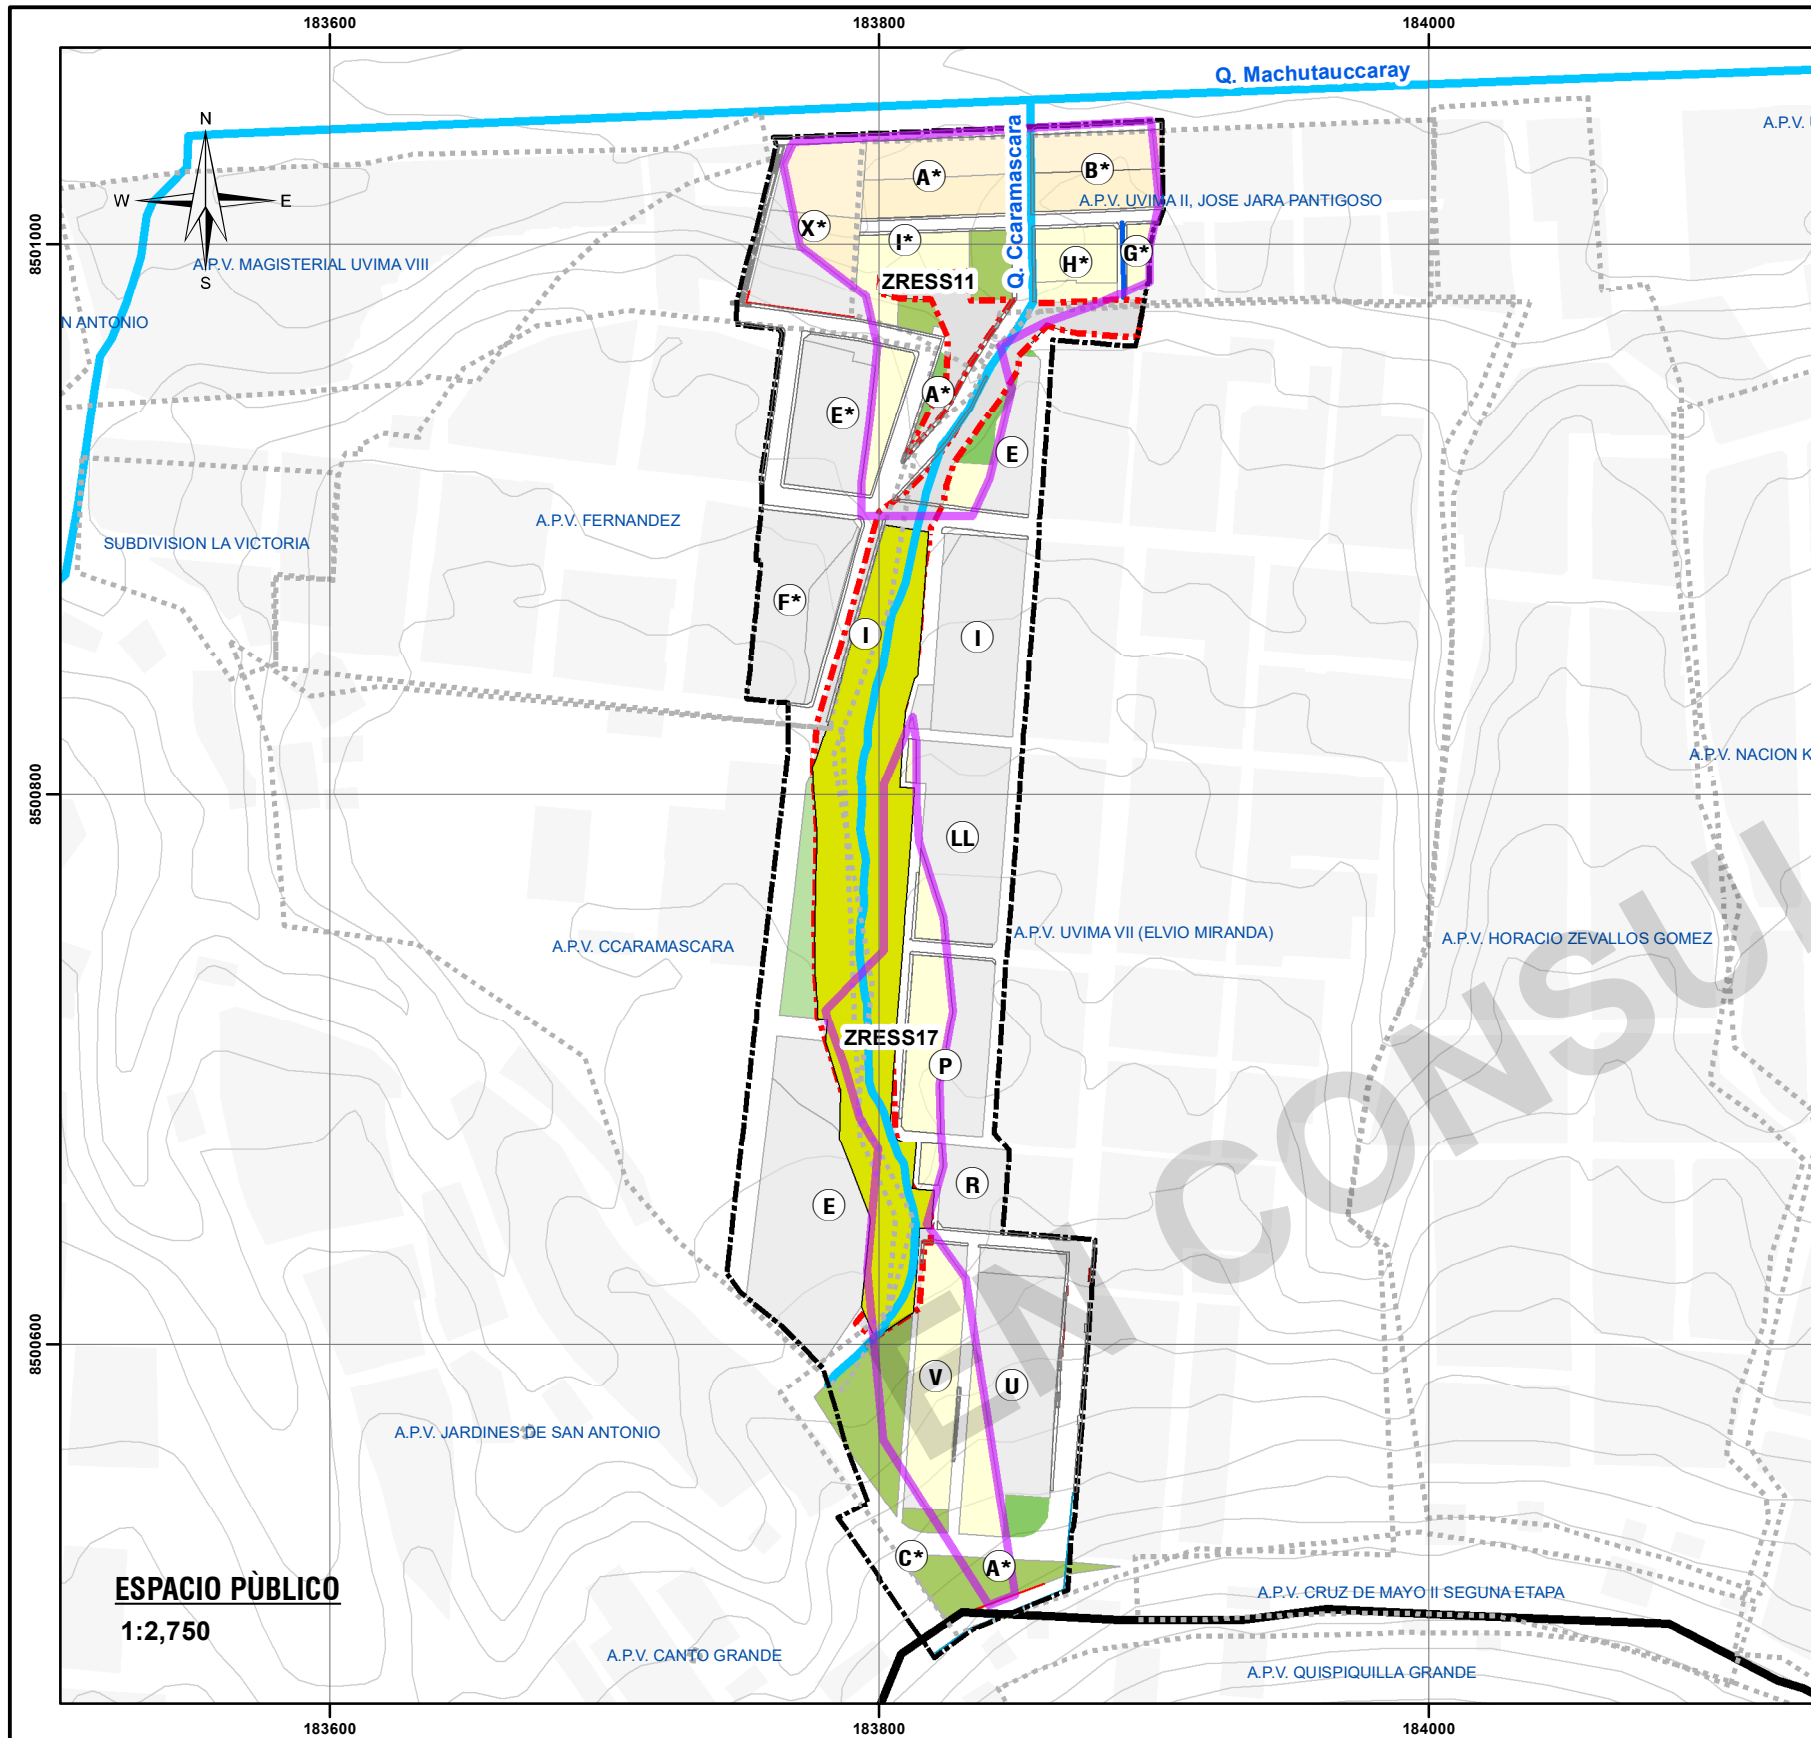 183600
183800
184000
Q. Machutauccaray
N
W
E
S
A.P.V. U
A*
B*
Q. Ccaramascara
A.P.V. UVIMA II, JOSE JARA PANTIGOSO
X*
I*
G*
H*
8501000
A.P.V. MAGISTERIAL UVIMA VIII
ZRESS11
N ANTONIO
A*
E*
E
A.P.V. FERNANDEZ
SUBDIVISION LA VICTORIA
F*
I
I
A.P.V. NACION K
8500800
LL
A.P.V. CCARAMASCARA
A.P.V. UVIMA VII (ELVIO MIRANDA)
A.P.V. HORACIO ZEVALLOS GOMEZ
EN CONSU
ZRESS17
P
R
E
8500600
V
U
A.P.V. JARDINES DE SAN ANTONIO
C*
A*
ESPACIO PÙBLICO
1:2,750
A.P.V. CRUZ DE MAYO II SEGUNA ETAPA
A.P.V. CANTO GRANDE
A.P.V. QUISPIQUILLA GRANDE
183600
183800
184000